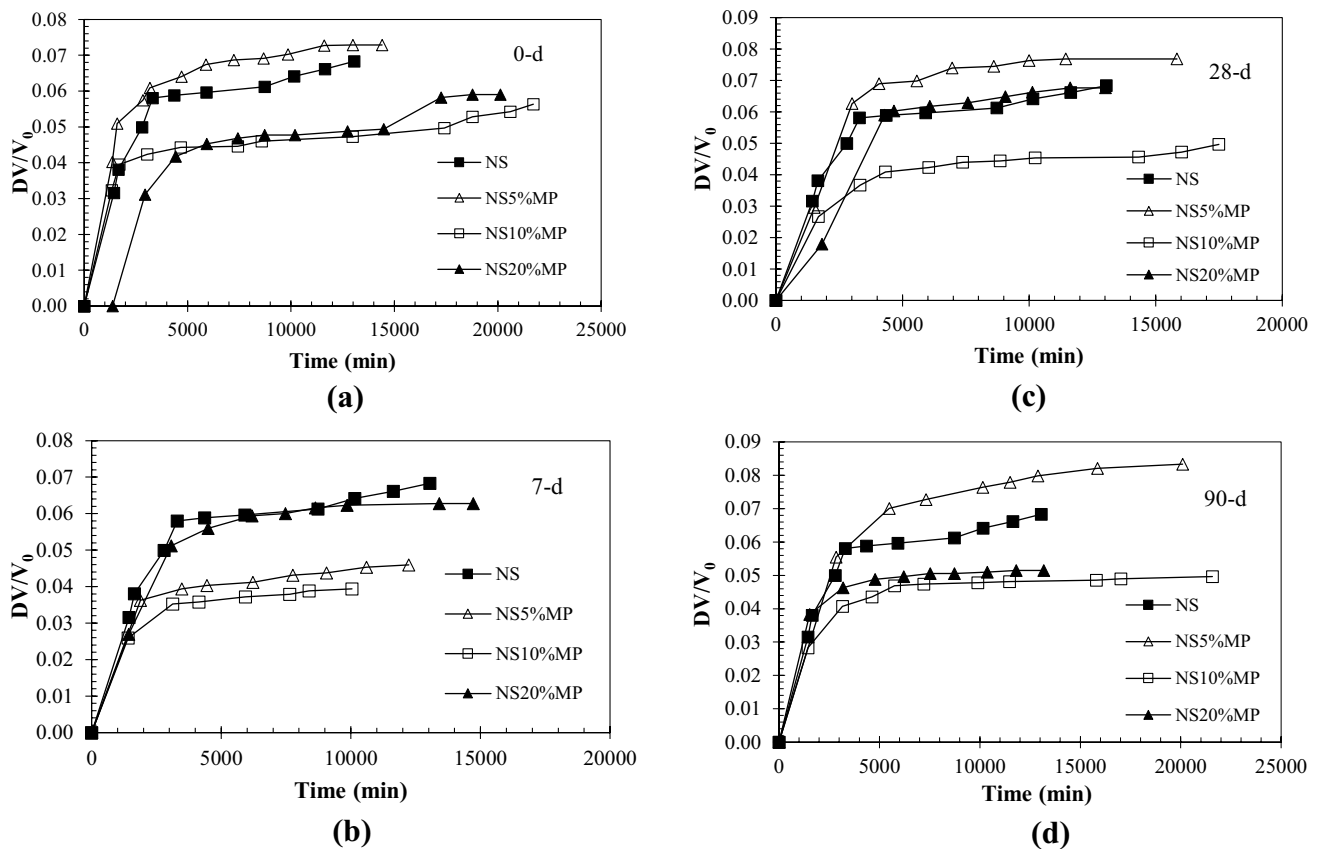 0.08
0.07
0.06
0.05
0.04
0.03
0.02
0.01
0.00
DV/V0
0-d
NS
NS5%MP
NS10%MP
NS20%MP
0 5000 10000 15000 20000 25000
Time (min)
(a)
0.09
0.08
0.07
0.06
0.05
0.04
0.03
0.02
0.01
0.00
DV/V0
28-d
NS
NS5%MP
NS10%MP
NS20%MP
0 5000 10000 15000 20000
Time (min)
(c)
0.08
0.07
0.06
0.05
0.04
0.03
0.02
0.01
0.00
DV/V0
7-d
NS
NS5%MP
NS10%MP
NS20%MP
0 5000 10000 15000 20000
Time (min)
(b)
0.09
0.08
0.07
0.06
0.05
0.04
0.03
0.02
0.01
0.00
DV/V0
90-d
NS
NS5%MP
NS10%MP
NS20%MP
0 5000 10000 15000 20000 25000
Time (min)
(d)